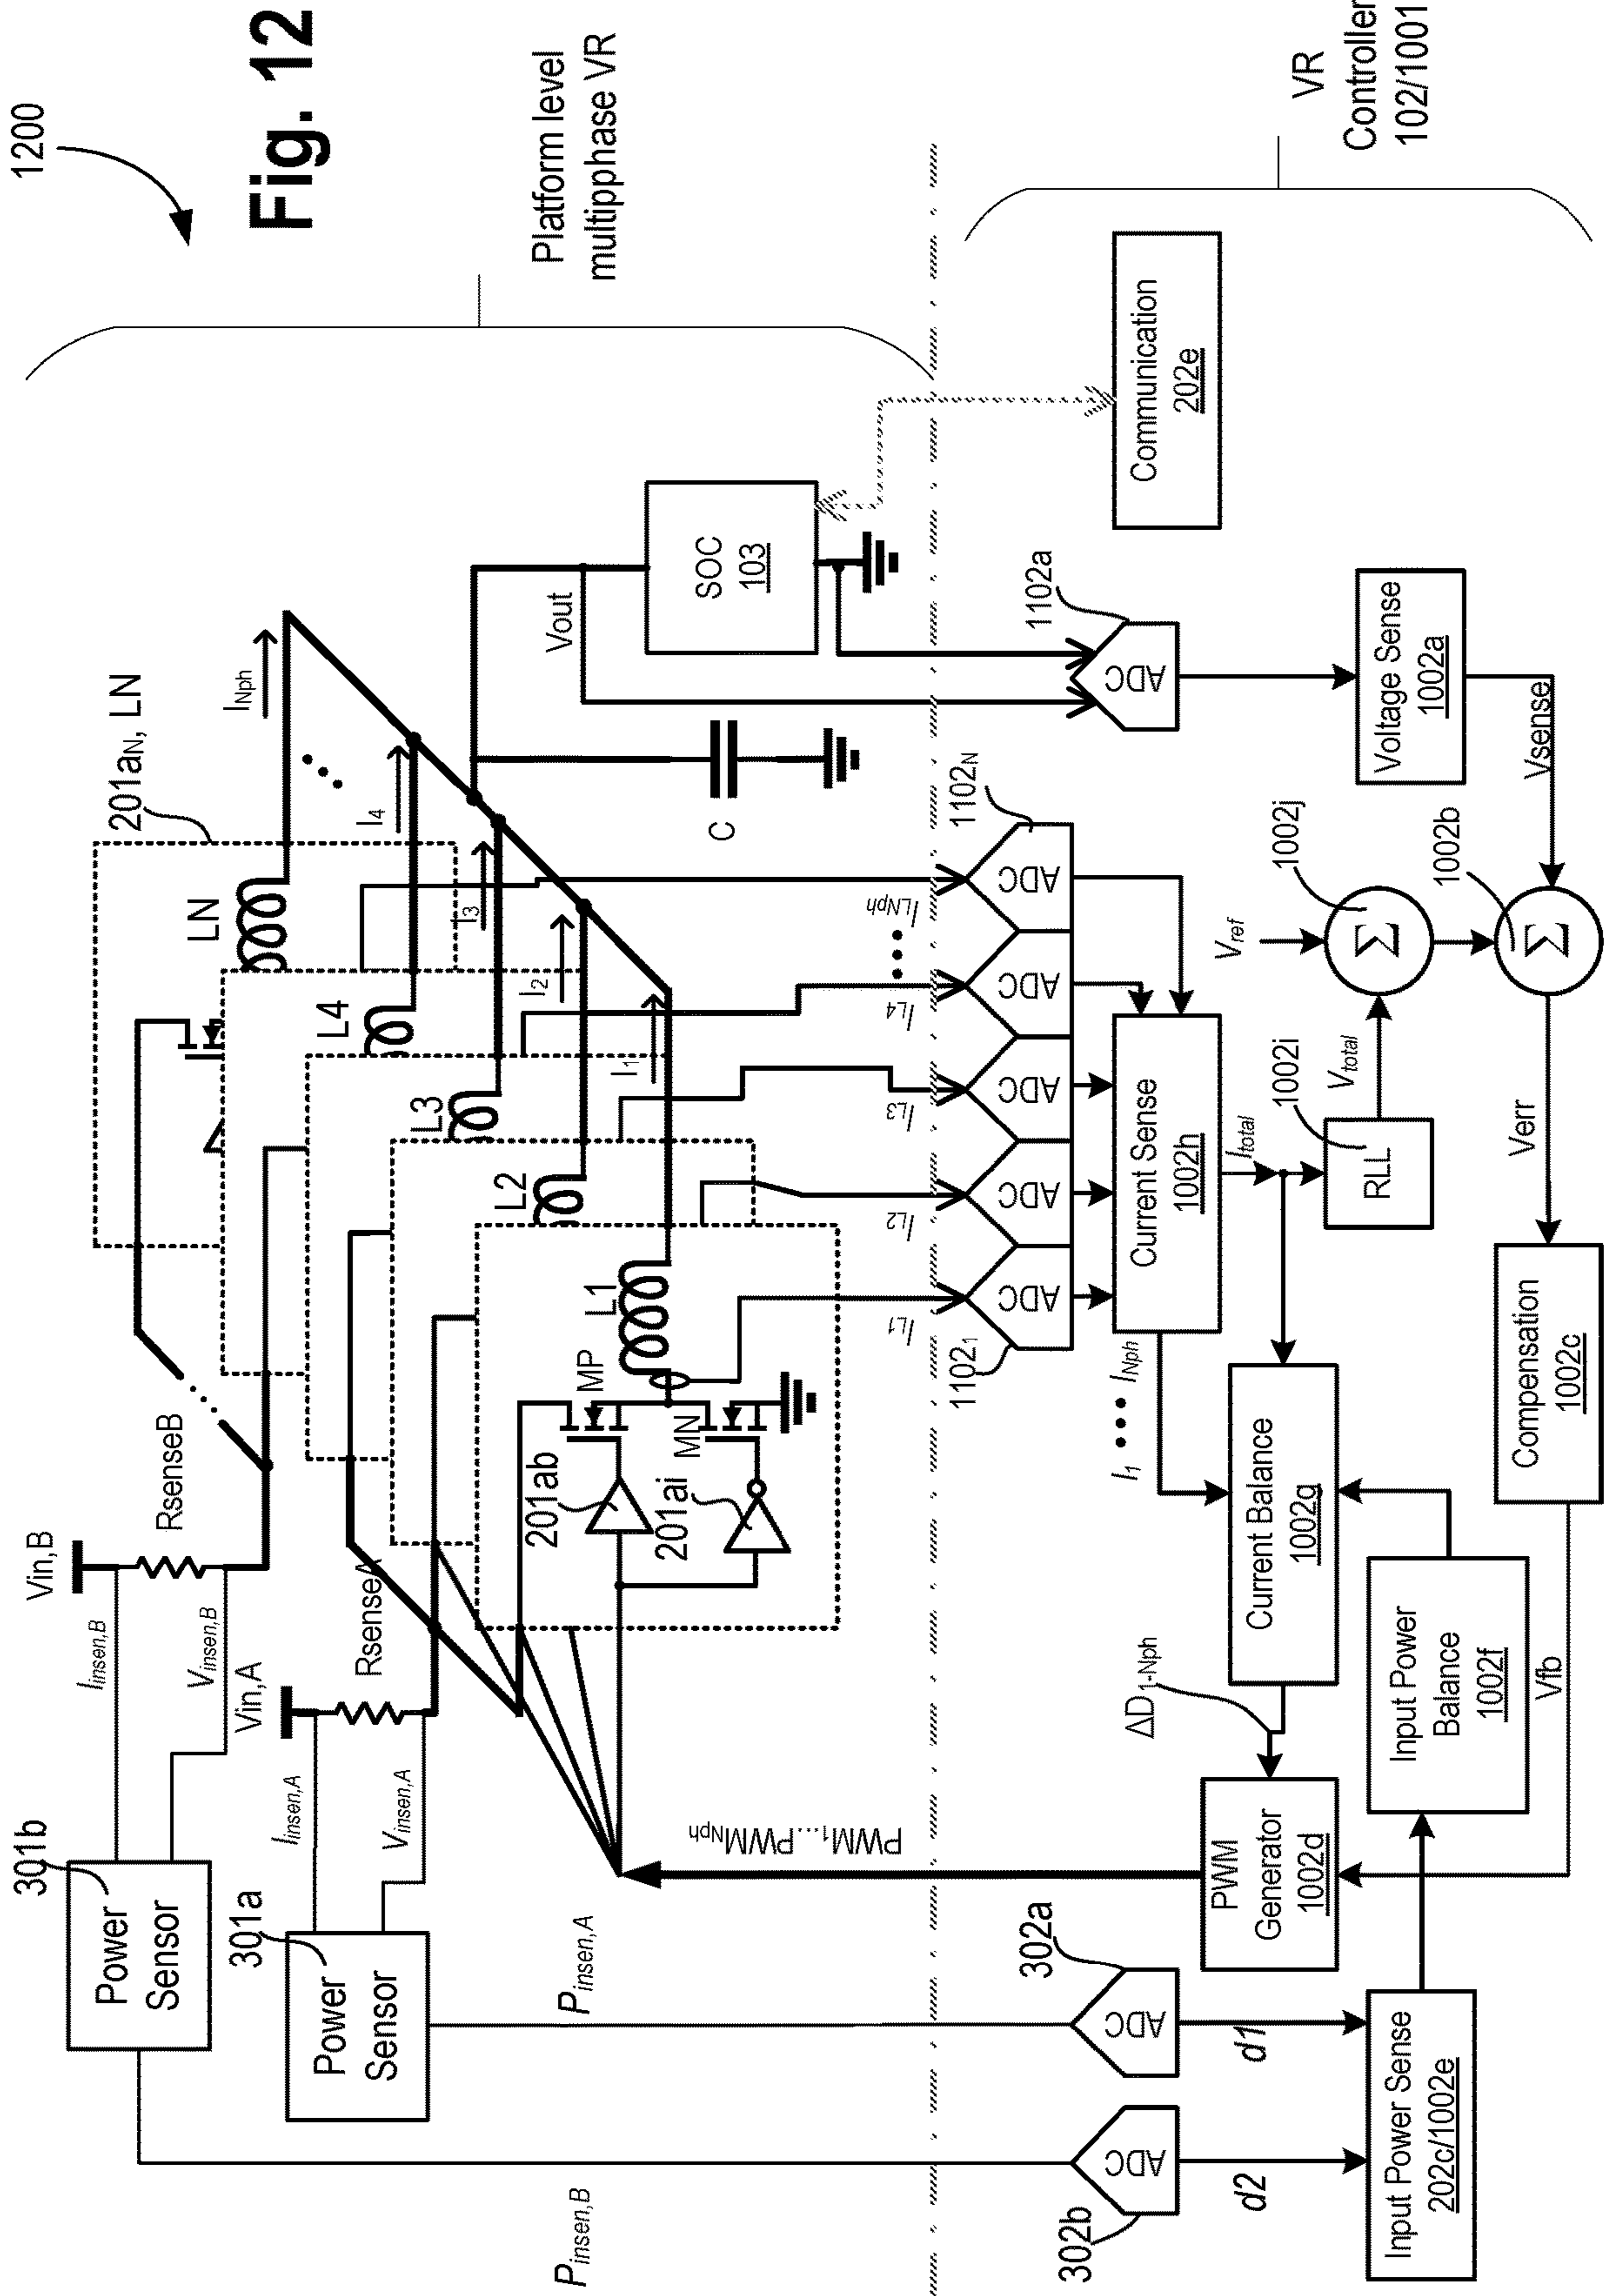 1200
Fig. 12
Platform level
multiphase VR
VR
Controller
102/1001
301b
Power
Sensor
301a
Power
Sensor
Iinsen,B
Vinsen,B
Vin,B
RsenseB
Iinsen,A
Vinsen,A
Vin,A
RsenseA
201aN, LN
LN
L4
L3
L2
L1
MP
MN
201ab
201ai
INph
I4
I3
I2
I1
Vout
C
SOC
103
Communication
202e
Pinsen,B
Pinsen,A
PWM1...PWMNph
IL1
IL2
IL3
IL4
ILNph
302b
ADC
302a
ADC
11021
ADC
ADC
ADC
ADC
ADC
1102N
ADC
1102a
d2
d1
Input Power Sense
202c/1002e
PWM
Generator
1002d
ΔD1-Nph
Current Balance
1002g
I1 •••• INph
Current Sense
1002h
Itotal
Input Power
Balance
1002f
RLL
1002i
Vtotal
Vref
Σ
1002j
Σ
1002b
Voltage Sense
1002a
Vsense
Verr
Compensation
1002c
Vfb